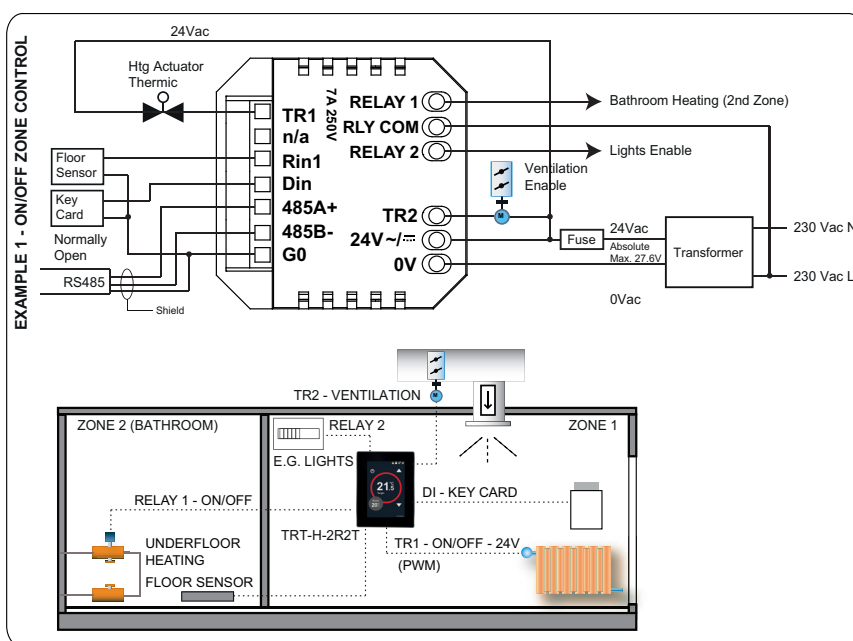 EXAMPLE 1 - ON/OFF ZONE CONTROL
24Vac
Htg Actuator
Thermic
7A 250V
TR1
n/a
Rin1
Din
485A+
485B-
G0
RELAY 1
RLY COM
RELAY 2
TR2
24V ~/⎓
0V
Bathroom Heating (2nd Zone)
Lights Enable
Ventilation
Enable
M
Floor
Sensor
Key
Card
Normally
Open
RS485
Shield
Fuse
24Vac
Absolute
Max. 27.6V
0Vac
Transformer
230 Vac N
230 Vac L
TR2 - VENTILATION
M
ZONE 2 (BATHROOM)
RELAY 2
ZONE 1
E.G. LIGHTS
21.5
20
DI - KEY CARD
RELAY 1 - ON/OFF
TRT-H-2R2T
TR1 - ON/OFF - 24V
(PWM)
UNDERFLOOR
HEATING
FLOOR SENSOR